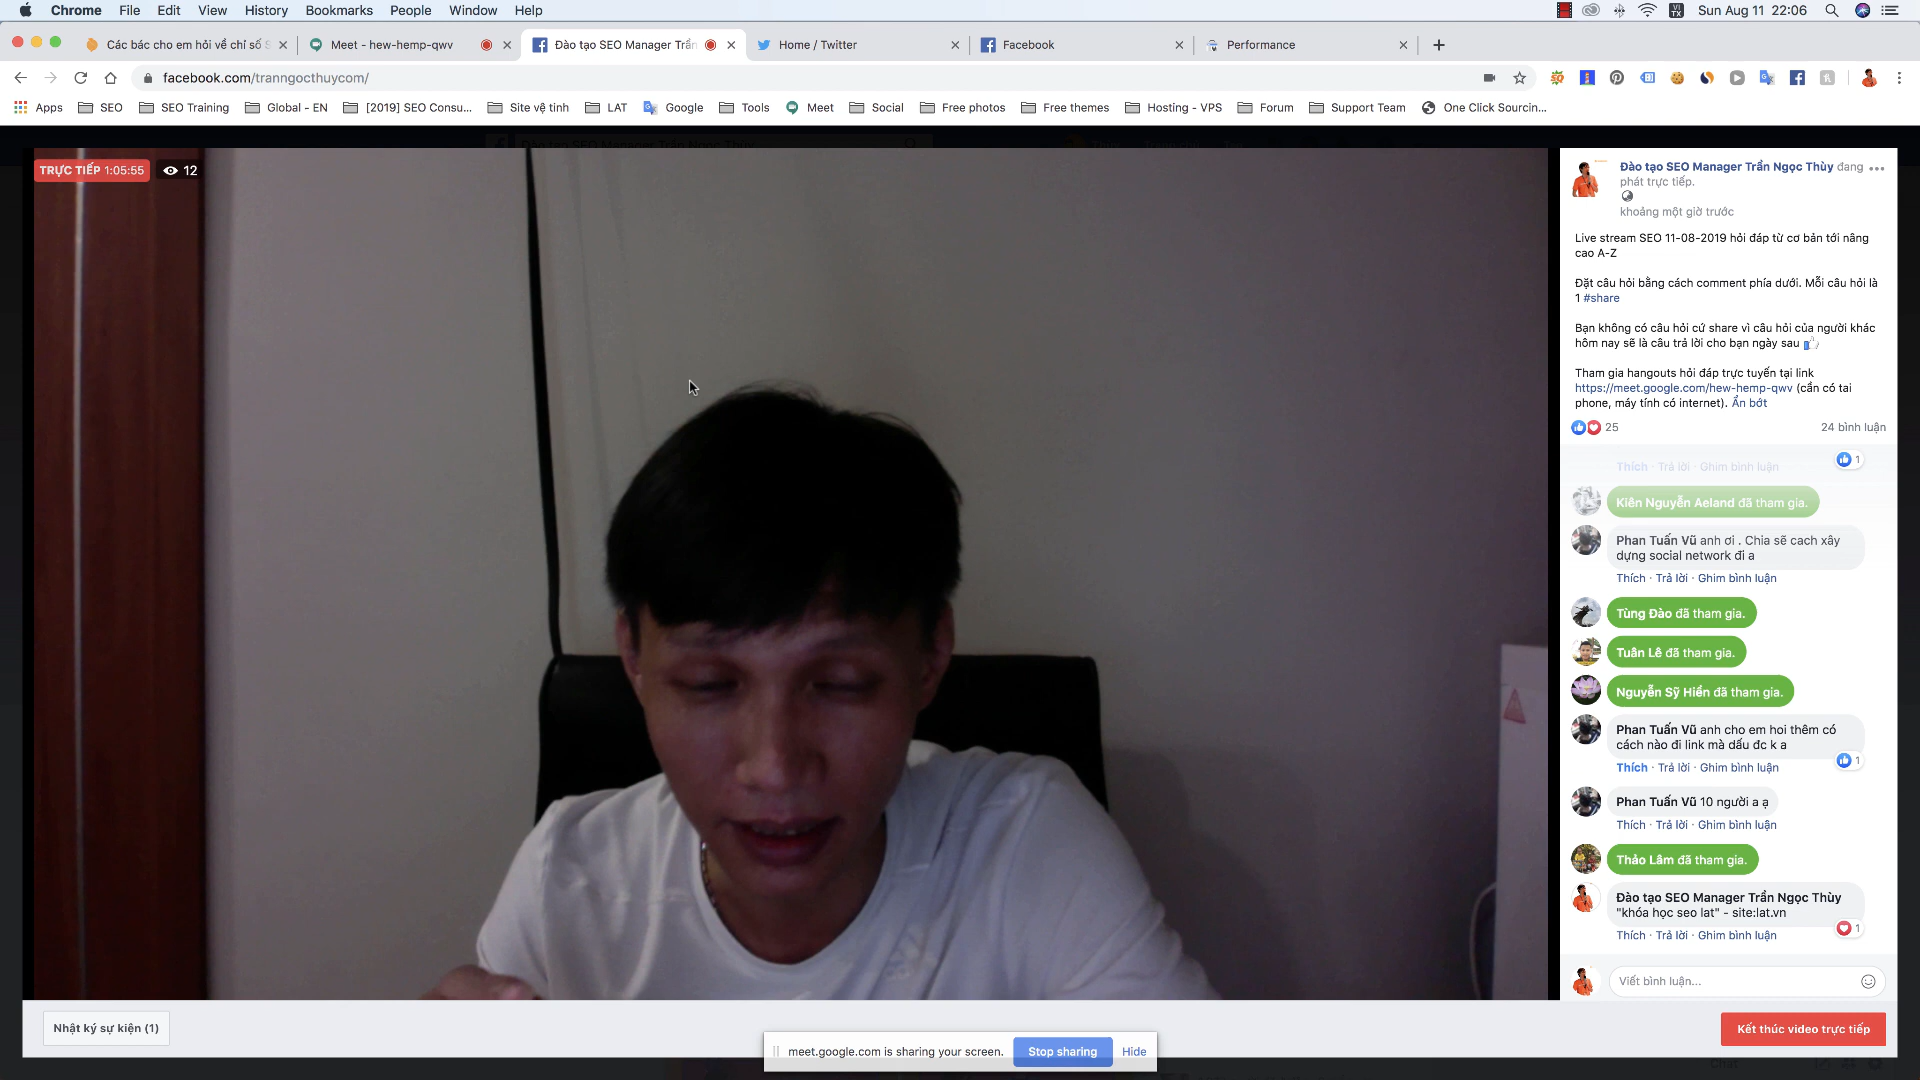 Chrome File Edit View History Bookmarks People Window Help
Sun Aug 11 22:06
Các bác cho em hỏi về chỉ số S
Meet - hew-hemp-qwv
Đào tạo SEO Manager Trần
Home / Twitter
Facebook
Performance
facebook.com/tranngocthuycom/
Apps SEO SEO Training Global - EN [2019] SEO Consu... Site vệ tinh LAT Google Tools Meet Social Free photos Free themes Hosting - VPS Forum Support Team One Click Sourcin...
TRỰC TIẾP 1:05:55 12
Đào tạo SEO Manager Trần Ngọc Thùy đang
phát trực tiếp.
khoảng một giờ trước
Live stream SEO 11-08-2019 hỏi đáp từ cơ bản tới nâng
cao A-Z
Đặt câu hỏi bằng cách comment phía dưới. Mỗi câu hỏi là
1 #share
Bạn không có câu hỏi cứ share vì câu hỏi của người khác
hôm nay sẽ là câu trả lời cho bạn ngày sau
Tham gia hangouts hỏi đáp trực tuyến tại link
https://meet.google.com/hew-hemp-qwv (cần có tai
phone, máy tính có internet). Ẩn bớt
25 24 bình luận
Thích · Trả lời · Ghim bình luận 1
Kiên Nguyễn Aeland đã tham gia.
Phan Tuấn Vũ anh ơi . Chia sẽ cach xây
dựng social network đi a
Thích · Trả lời · Ghim bình luận
Tùng Đào đã tham gia.
Tuân Lê đã tham gia.
Nguyễn Sỹ Hiển đã tham gia.
Phan Tuấn Vũ anh cho em hoi thêm có
cách nào đi link mà dấu đc k a
Thích · Trả lời · Ghim bình luận 1
Phan Tuấn Vũ 10 người a ạ
Thích · Trả lời · Ghim bình luận
Thảo Lâm đã tham gia.
Đào tạo SEO Manager Trần Ngọc Thùy
"khóa học seo lat" - site:lat.vn
Thích · Trả lời · Ghim bình luận 1
Viết bình luận...
Nhật ký sự kiện (1)
Kết thúc video trực tiếp
meet.google.com is sharing your screen. Stop sharing Hide